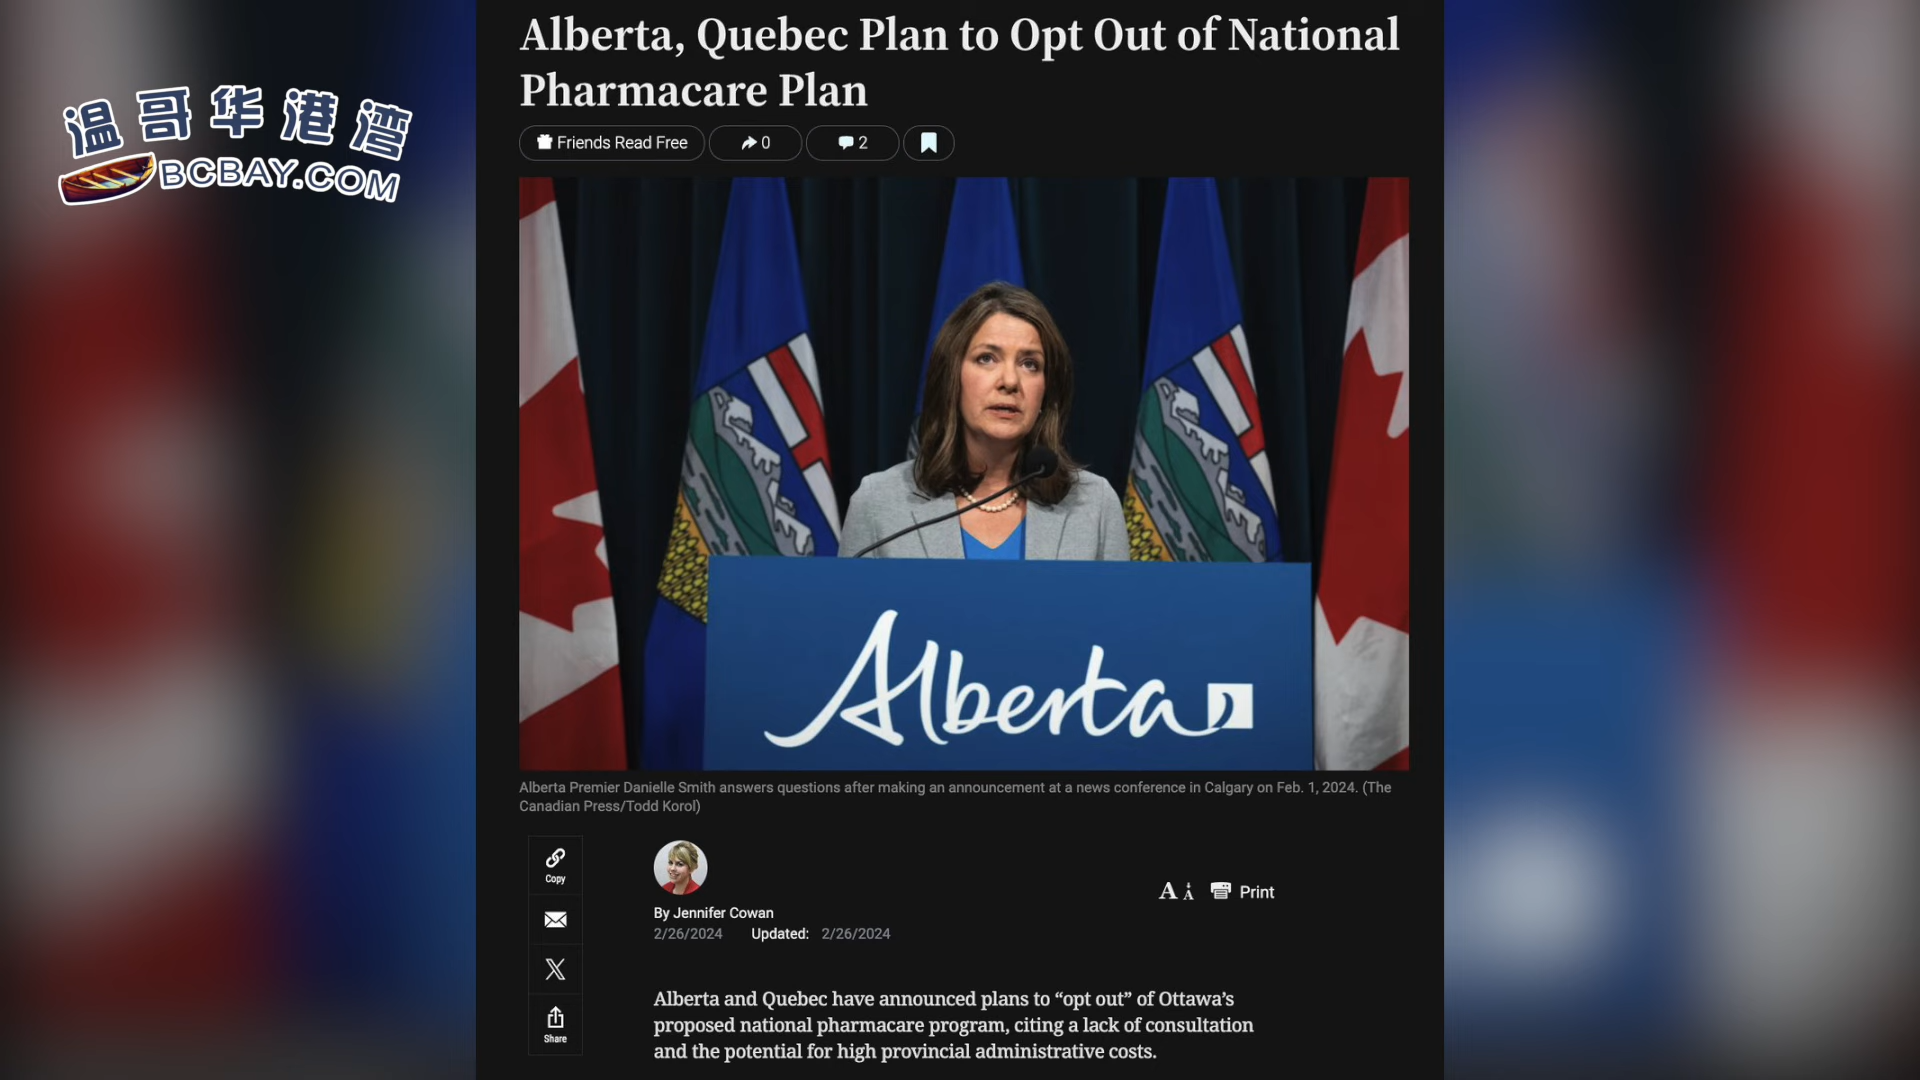 Alberta, Quebec Plan to Opt Out of National
Pharmacare Plan
温哥华港湾
BCBAY.COM
Friends Read Free
0
2
Alberta
Alberta Premier Danielle Smith answers questions after making an announcement at a news conference in Calgary on Feb. 1, 2024. (The
Canadian Press/Todd Korol)
Copy
A A Print
By Jennifer Cowan
2/26/2024 Updated: 2/26/2024
Share
Alberta and Quebec have announced plans to “opt out” of Ottawa’s
proposed national pharmacare program, citing a lack of consultation
and the potential for high provincial administrative costs.